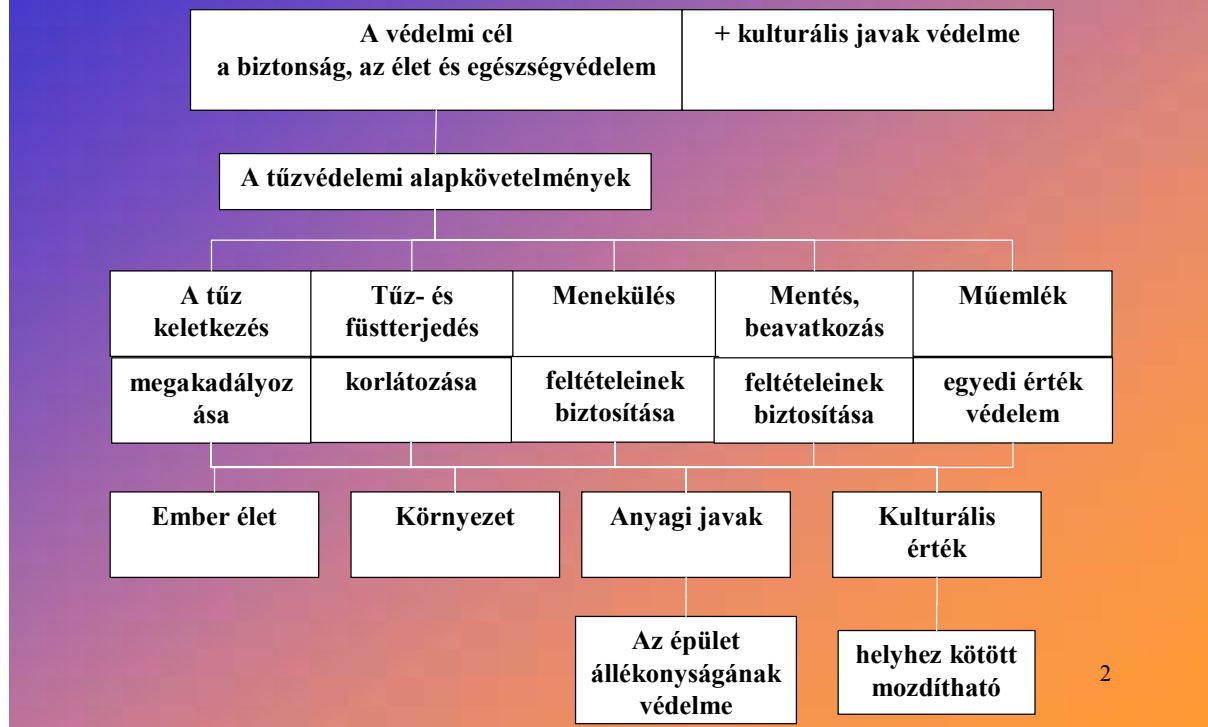 A védelmi cél
a biztonság, az élet és egészségvédelem
+ kulturális javak védelme
A tűzvédelemi alapkövetelmények
A tűz
keletkezés
Tűz- és
füstterjedés
Menekülés
Mentés,
beavatkozás
Műemlék
megakadályoz
ása
korlátozása
feltételeinek
biztosítása
feltételeinek
biztosítása
egyedi érték
védelem
Ember élet
Környezet
Anyagi javak
Kulturális
érték
Az épület
állékonyságának
védelme
helyhez kötött
mozdítható
2